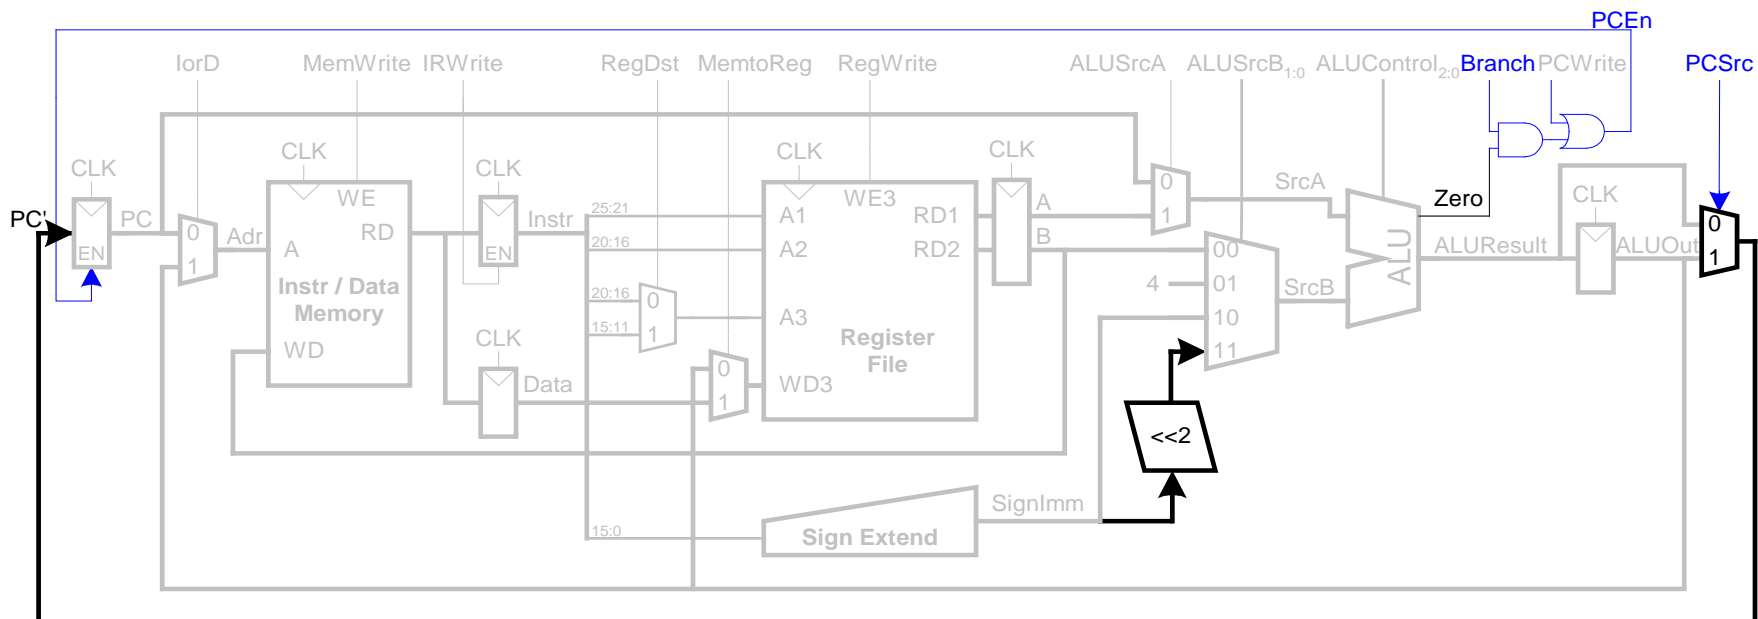 PCEn
IorD MemWrite IRWrite RegDst MemtoReg RegWrite ALUSrcA ALUSrcB1:0 ALUControl2:0 Branch PCWrite PCSrc
CLK CLK CLK CLK CLK CLK
PC' PC EN
0 1 Adr
WE A RD WD
Instr / Data
Memory
EN Instr
CLK Data
25:21
20:16
20:16 0
15:11 1
0 1
15:0
WE3
A1 RD1
A2 RD2
A3
WD3
Register
File
A
B
0
1
SrcA
00
4 01
10
11
SrcB
<<2
SignImm
Sign Extend
ALU
Zero
ALUResult
CLK
ALUOut
0
1